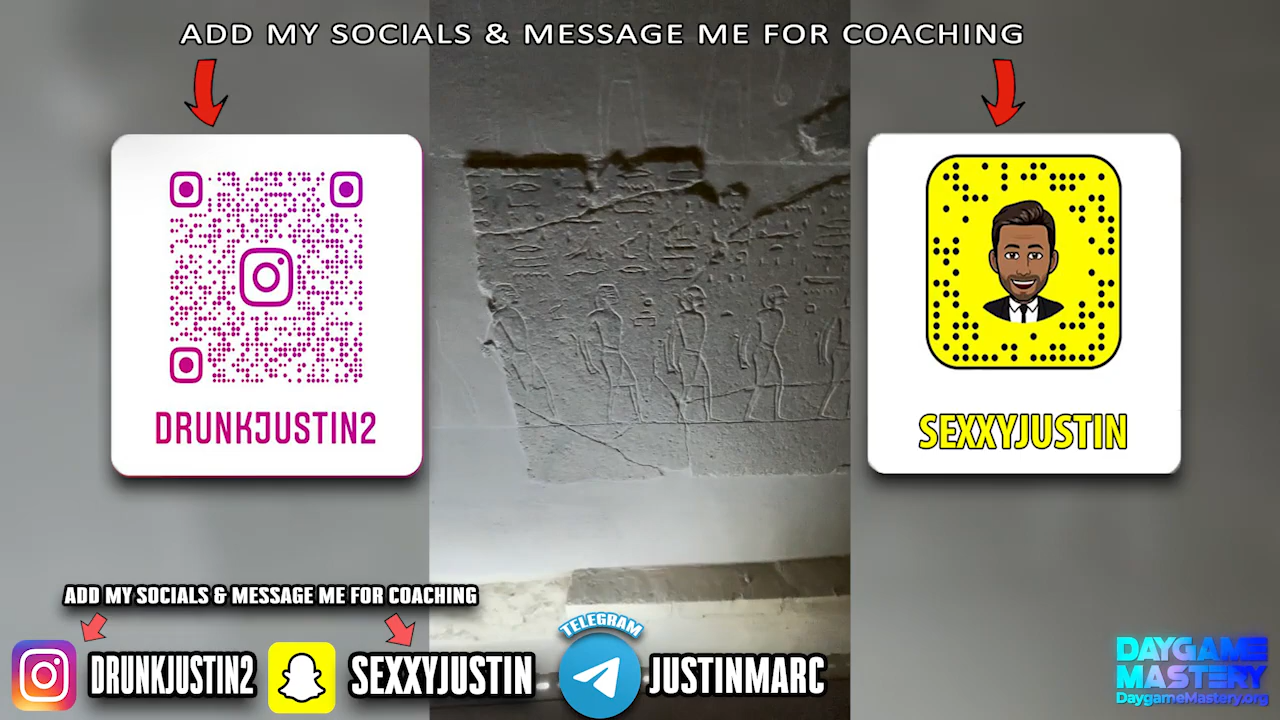 ADD MY SOCIALS & MESSAGE ME FOR COACHING
DRUNKJUSTIN2
SEXXYJUSTIN
ADD MY SOCIALS & MESSAGE ME FOR COACHING
DRUNKJUSTIN2
SEXXYJUSTIN
TELEGRAM
JUSTINMARC
DAYGAME
MASTERY
DaygameMastery.org